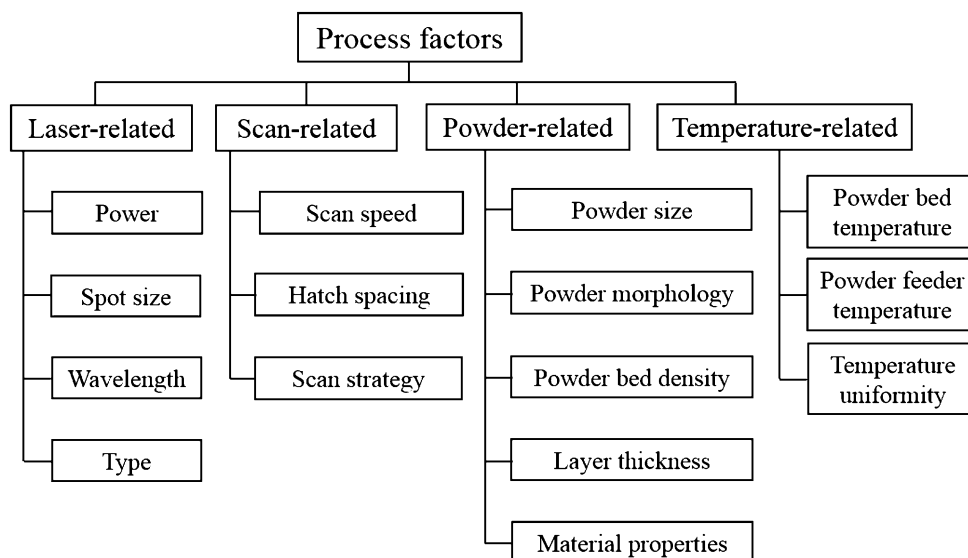 Process factors
Laser-related
Scan-related
Powder-related
Temperature-related
Power
Spot size
Wavelength
Type
Scan speed
Hatch spacing
Scan strategy
Powder size
Powder morphology
Powder bed density
Layer thickness
Material properties
Powder bed
temperature
Powder feeder
temperature
Temperature
uniformity